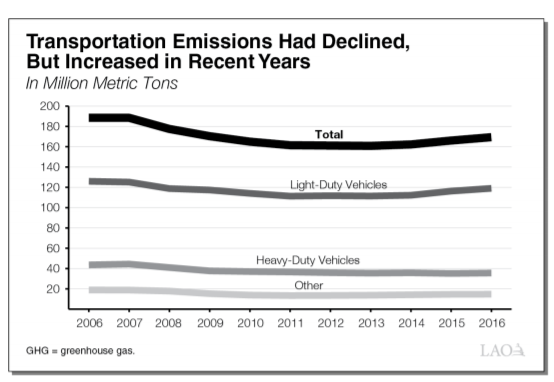 Transportation Emissions Had Declined,
But Increased in Recent Years
In Million Metric Tons
200
180
160
140
120
100
80
60
40
20
Total
Light-Duty Vehicles
Heavy-Duty Vehicles
Other
2006 2007 2008 2009 2010 2011 2012 2013 2014 2015 2016
GHG = greenhouse gas.
LAO